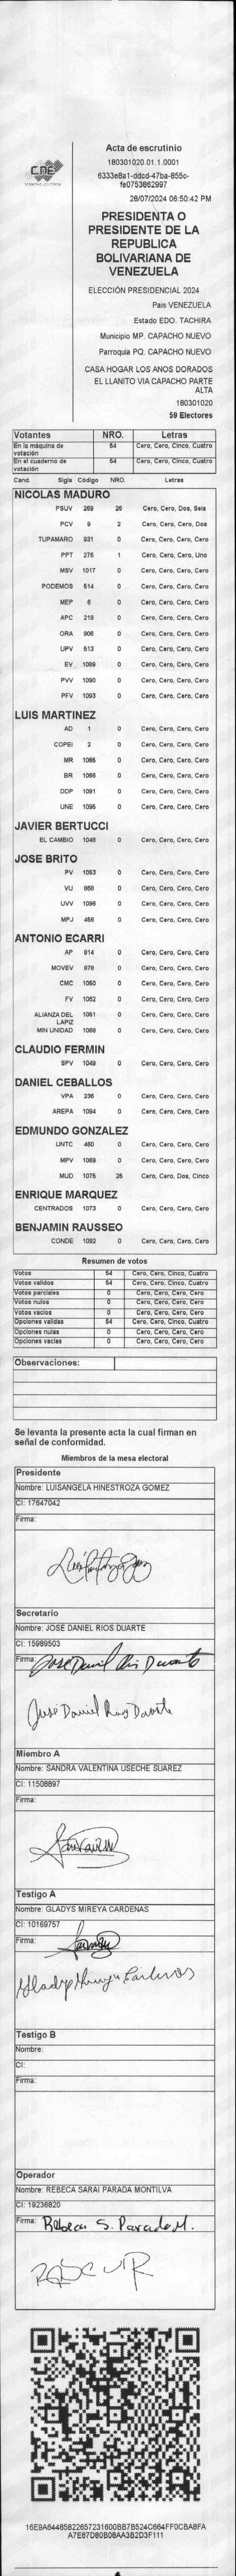 CNE
Acta de escrutinio
180301020.01.1.0001
6333e8a1-ddcd-47ba-855c-
fe0753862997
28/07/2024 06:50:42 PM
PRESIDENTA O
PRESIDENTE DE LA
REPUBLICA
BOLIVARIANA DE
VENEZUELA
ELECCIÓN PRESIDENCIAL 2024
Pais VENEZUELA
Estado EDO. TACHIRA
Municipio MP. CAPACHO NUEVO
Parroquia PQ. CAPACHO NUEVO
CASA HOGAR LOS ANOS DORADOS
EL LLANITO VIA CAPACHO PARTE
ALTA
180301020
59 Electores
Votantes NRO. Letras
En la máquina de votación 54 Cero, Cero, Cinco, Cuatro
En el cuaderno de votación 54 Cero, Cero, Cinco, Cuatro
Cand. Sigla Código NRO. Letras
NICOLAS MADURO
PSUV 269 26 Cero, Cero, Dos, Seis
PCV 9 2 Cero, Cero, Cero, Dos
TUPAMARO 931 0 Cero, Cero, Cero, Cero
PPT 276 1 Cero, Cero, Cero, Uno
MSV 1017 0 Cero, Cero, Cero, Cero
PODEMOS 514 0 Cero, Cero, Cero, Cero
MEP 6 0 Cero, Cero, Cero, Cero
APC 219 0 Cero, Cero, Cero, Cero
ORA 906 0 Cero, Cero, Cero, Cero
UPV 513 0 Cero, Cero, Cero, Cero
EV 1089 0 Cero, Cero, Cero, Cero
PVV 1090 0 Cero, Cero, Cero, Cero
PFV 1093 0 Cero, Cero, Cero, Cero
LUIS MARTINEZ
AD 1 0 Cero, Cero, Cero, Cero
COPEI 2 0 Cero, Cero, Cero, Cero
MR 1065 0 Cero, Cero, Cero, Cero
BR 1066 0 Cero, Cero, Cero, Cero
DDP 1091 0 Cero, Cero, Cero, Cero
UNE 1095 0 Cero, Cero, Cero, Cero
JAVIER BERTUCCI
EL CAMBIO 1048 0 Cero, Cero, Cero, Cero
JOSE BRITO
PV 1053 0 Cero, Cero, Cero, Cero
VU 868 0 Cero, Cero, Cero, Cero
UVV 1096 0 Cero, Cero, Cero, Cero
MPJ 458 0 Cero, Cero, Cero, Cero
ANTONIO ECARRI
AP 814 0 Cero, Cero, Cero, Cero
MOVEV 878 0 Cero, Cero, Cero, Cero
CMC 1050 0 Cero, Cero, Cero, Cero
FV 1052 0 Cero, Cero, Cero, Cero
ALIANZA DEL LAPIZ 1051 0 Cero, Cero, Cero, Cero
MIN UNIDAD 1088 0 Cero, Cero, Cero, Cero
CLAUDIO FERMIN
SPV 1049 0 Cero, Cero, Cero, Cero
DANIEL CEBALLOS
VPA 236 0 Cero, Cero, Cero, Cero
AREPA 1094 0 Cero, Cero, Cero, Cero
EDMUNDO GONZALEZ
UNTC 460 0 Cero, Cero, Cero, Cero
MPV 1069 0 Cero, Cero, Cero, Cero
MUD 1075 25 Cero, Cero, Dos, Cinco
ENRIQUE MARQUEZ
CENTRADOS 1073 0 Cero, Cero, Cero, Cero
BENJAMIN RAUSSEO
CONDE 1092 0 Cero, Cero, Cero, Cero
Resumen de votos
Votos 54 Cero, Cero, Cinco, Cuatro
Votos validos 54 Cero, Cero, Cinco, Cuatro
Votos parciales 0 Cero, Cero, Cero, Cero
Votos nulos 0 Cero, Cero, Cero, Cero
Votos vacios 0 Cero, Cero, Cero, Cero
Opciones validas 54 Cero, Cero, Cinco, Cuatro
Opciones nulas 0 Cero, Cero, Cero, Cero
Opciones vacias 0 Cero, Cero, Cero, Cero
Observaciones:
Se levanta la presente acta la cual firman en
señal de conformidad.
Miembros de la mesa electoral
Presidente
Nombre: LUISANGELA HINESTROZA GOMEZ
CI: 17647042
Firma:
Secretario
Nombre: JOSE DANIEL RIOS DUARTE
CI: 15989503
Firma: Jose Daniel Rios Duarte
Jose Daniel Rios Duarte
Miembro A
Nombre: SANDRA VALENTINA USECHE SUAREZ
CI: 11508897
Firma:
Testigo A
Nombre: GLADYS MIREYA CARDENAS
CI: 10169757
Firma:
Gladys Mireya Cardenas
Testigo B
Nombre:
CI:
Firma:
Operador
Nombre: REBECA SARAI PARADA MONTILVA
CI: 19236820
Firma: Rebeca S. Parada M.
16E9A64485822657231600BB7B524C664FF0CBA8FA
A7E67D80B08AA3B2D3F111